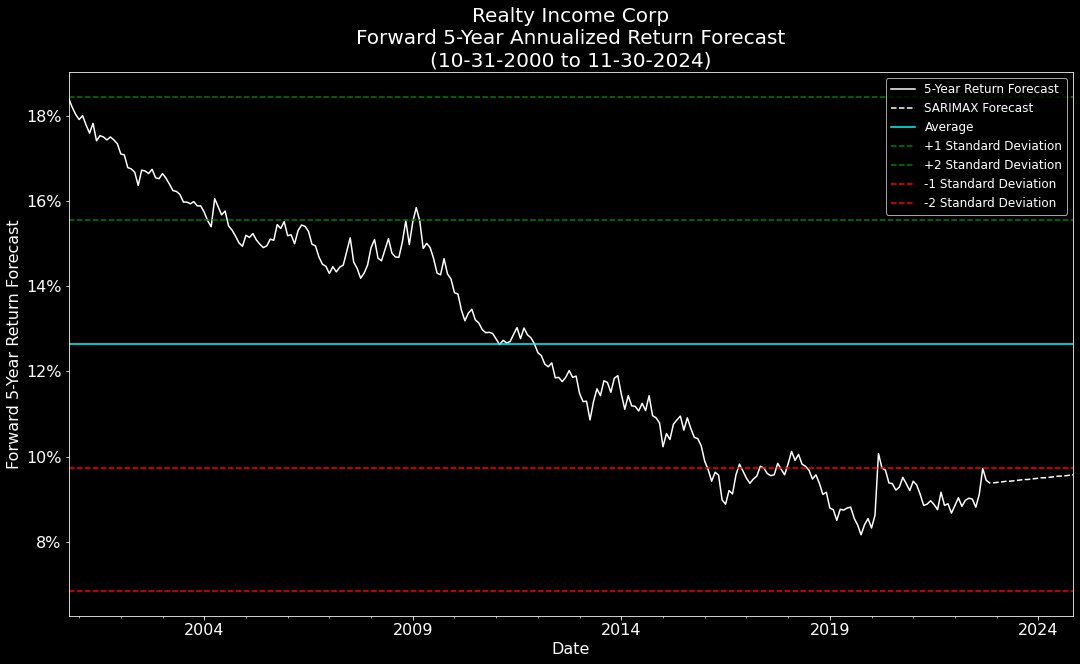 Realty Income Corp
Forward 5-Year Annualized Return Forecast
(10-31-2000 to 11-30-2024)
5-Year Return Forecast
SARIMAX Forecast
Average
+1 Standard Deviation
+2 Standard Deviation
-1 Standard Deviation
-2 Standard Deviation
Forward 5-Year Return Forecast
18%
16%
14%
12%
10%
8%
2004 2009 2014 2019 2024
Date